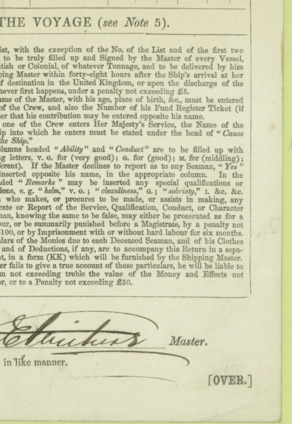 THE VOYAGE (see Note 5).
ist, with the exception of the No. of the List and of the first two
to be truly filled up and Signed by the Master of every Vessel,
itish or Colonial, of whatever Tonnage, and to be delivered by him
pping Master within forty-eight hours after the Ship's arrival at her
f destination in the United Kingdom, or upon the discharge of the
never first happens, under a penalty not exceeding £5.
ame of the Master, with his age, place of birth, &c., must be entered
of the Crew, and also the Number of his Fund Register Ticket (if
der that his contribution may be entered opposite his name.
one of the Crew enters Her Majesty's Service, the Name of the
ip into which he enters must be stated under the head of "Cause
the Ship."
olumns headed "Ability" and "Conduct" are to be filled up with
ng letters, v. G. for (very good); G. for (good); M. for (middling);
ferent). If the Master declines to report as to any Seaman, "Yes"
inserted opposite his name, in the appropriate column. In the
ded "Remarks" may be inserted any special qualifications or
tions, e. g. "helm," V. G.; "cleanliness," G.; "sobriety," I. &c. &c.
n who makes, or procures to be made, or assists in making, any
cate or Report of the Service, Qualification, Conduct, or Character
man, knowing the same to be false, may either be prosecuted as for a
our, or be summarily punished before a Magistrate, by a penalty not
100, or by Imprisonment with or without hard labour for six months.
lars of the Monies due to each Deceased Seaman, and of his Clothes
and of Deductions, if any, are to accompany this Return in a sepa-
t, in a form (KK) which will be furnished by the Shipping Master.
er fails to give a true account of these particulars, he will be liable to
m not exceeding treble the value of the Money and Effects not
or, or to a Penalty not exceeding £50.
Master.
in like manner.
[OVER.]